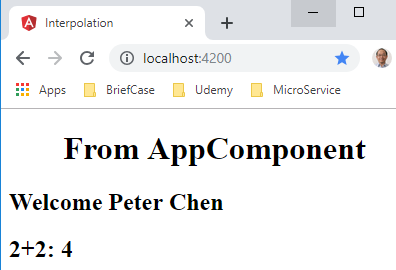 Interpolation
localhost:4200
Apps BriefCase Udemy MicroService
From AppComponent
Welcome Peter Chen
2+2: 4